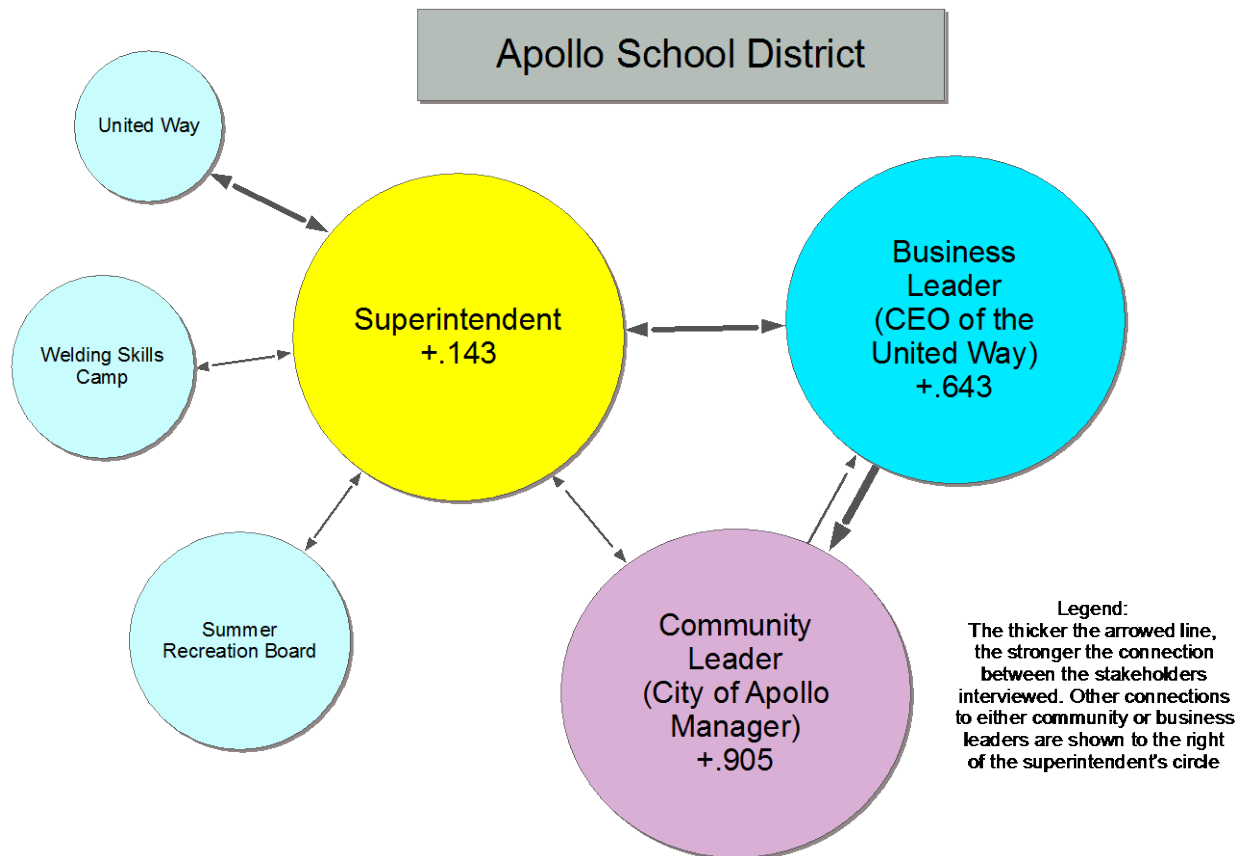 Apollo School District
United Way
Superintendent
+.143
Business
Leader
(CEO of the
United Way)
+.643
Welding Skills
Camp
Summer
Recreation Board
Community
Leader
(City of Apollo
Manager)
+.905
Legend:
The thicker the arrowed line,
the stronger the connection
between the stakeholders
interviewed. Other connections
to either community or business
leaders are shown to the right
of the superintendent's circle